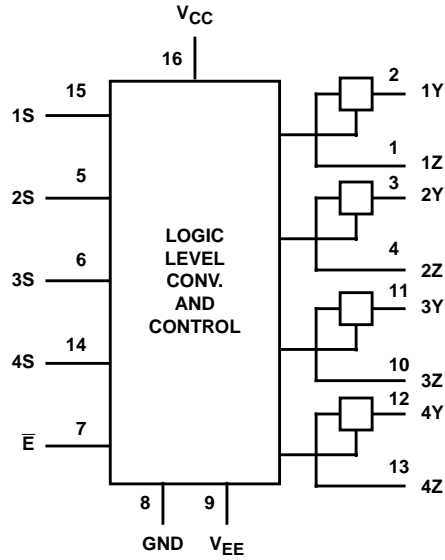 VCC
16
15
1S
5
2S
6
3S
14
4S
7
E̅
LOGIC
LEVEL
CONV.
AND
CONTROL
2
1Y
1
1Z
3
2Y
4
2Z
11
3Y
10
3Z
12
4Y
13
4Z
8
9
GND
VEE